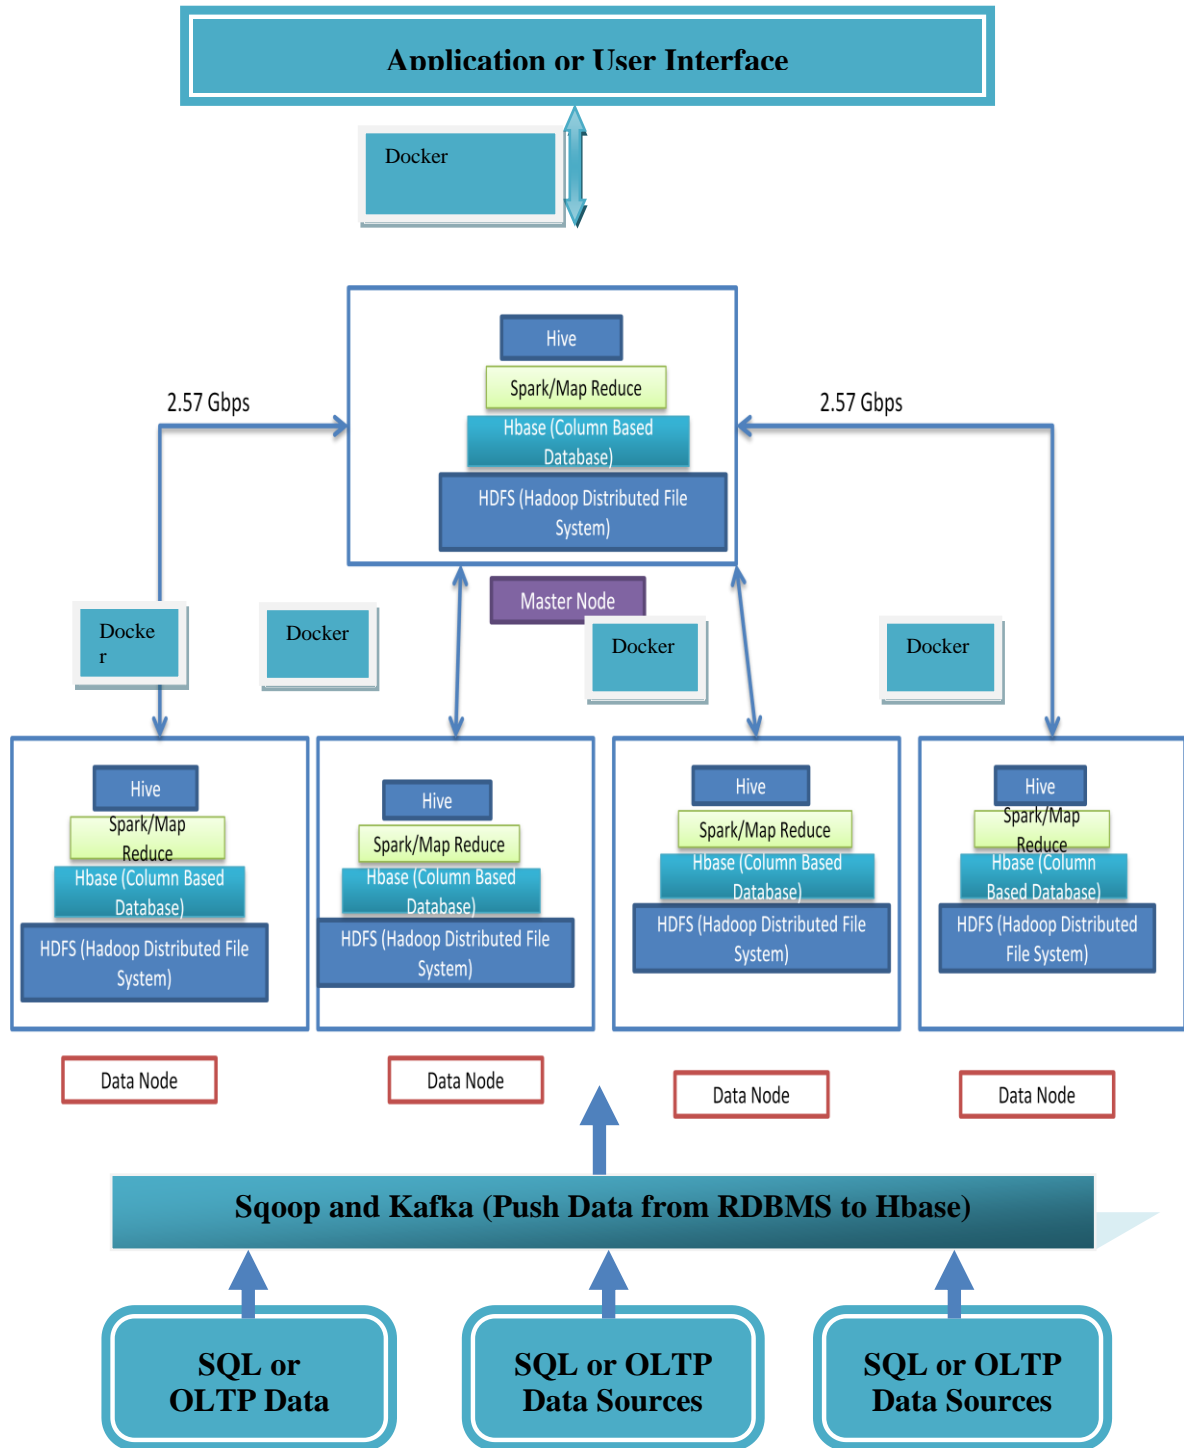 Application or User Interface
Docker
Hive
Spark/Map Reduce
Hbase (Column Based
Database)
HDFS (Hadoop Distributed File
System)
2.57 Gbps
2.57 Gbps
Master Node
Docke
r
Docker
Docker
Docker
Hive
Spark/Map
Reduce
Hbase (Column Based
Database)
HDFS (Hadoop Distributed File
System)
Data Node
Hive
Spark/Map Reduce
Hbase (Column Based
Database)
HDFS (Hadoop Distributed File
System)
Data Node
Hive
Spark/Map Reduce
Hbase (Column Based
Database)
HDFS (Hadoop Distributed File
System)
Data Node
Hive
Spark/Map
Reduce
Hbase (Column
Based Database)
HDFS (Hadoop Distributed
File System)
Data Node
Sqoop and Kafka (Push Data from RDBMS to Hbase)
SQL or
OLTP Data
SQL or OLTP
Data Sources
SQL or OLTP
Data Sources